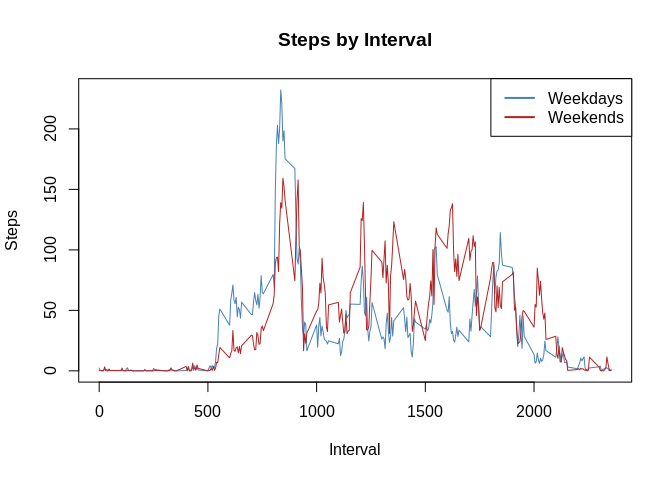 Steps by Interval
Weekdays
Weekends
Steps
200
150
100
50
0
0 500 1000 1500 2000
Interval